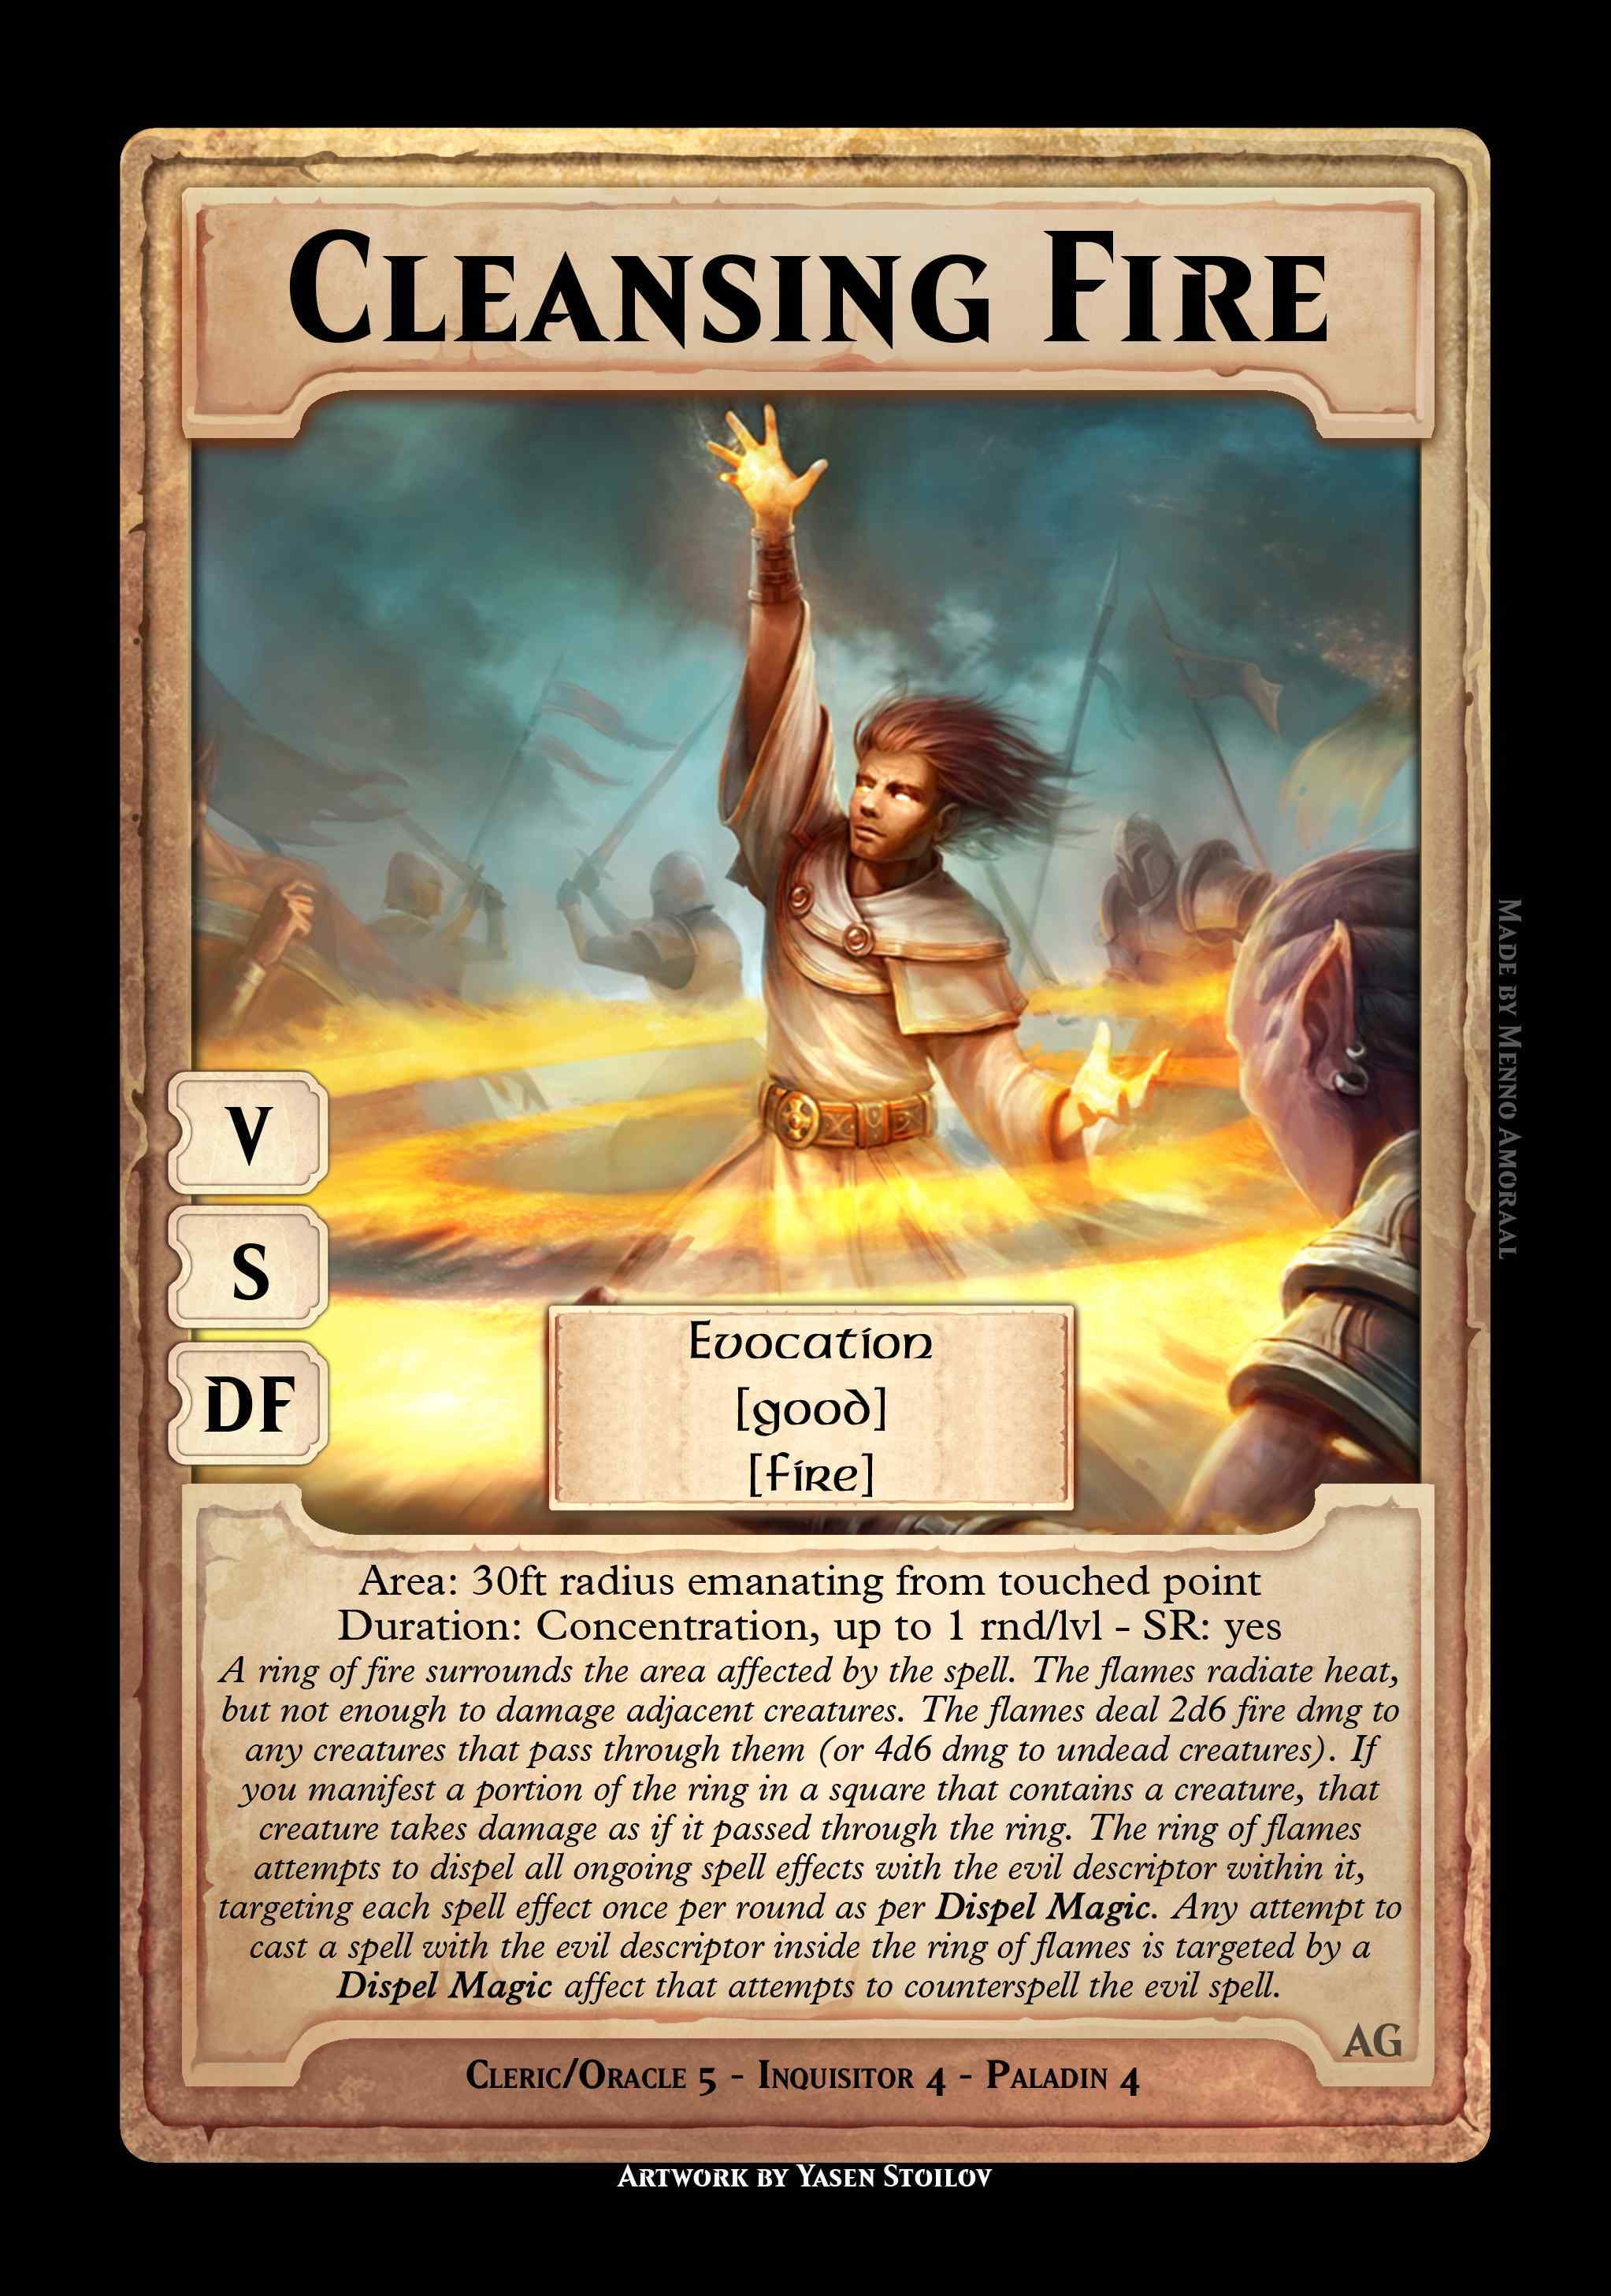 Cleansing Fire
V
S
DF
Evocation
[good]
[fire]
Area: 30ft radius emanating from touched point
Duration: Concentration, up to 1 rnd/lvl - SR: yes
A ring of fire surrounds the area affected by the spell. The flames radiate heat,
but not enough to damage adjacent creatures. The flames deal 2d6 fire dmg to
any creatures that pass through them (or 4d6 dmg to undead creatures). If
you manifest a portion of the ring in a square that contains a creature, that
creature takes damage as if it passed through the ring. The ring of flames
attempts to dispel all ongoing spell effects with the evil descriptor within it,
targeting each spell effect once per round as per Dispel Magic. Any attempt to
cast a spell with the evil descriptor inside the ring of flames is targeted by a
Dispel Magic affect that attempts to counterspell the evil spell.
AG
Cleric/Oracle 5 - Inquisitor 4 - Paladin 4
Artwork by Yasen Stoilov
Made by Menno Amoraal